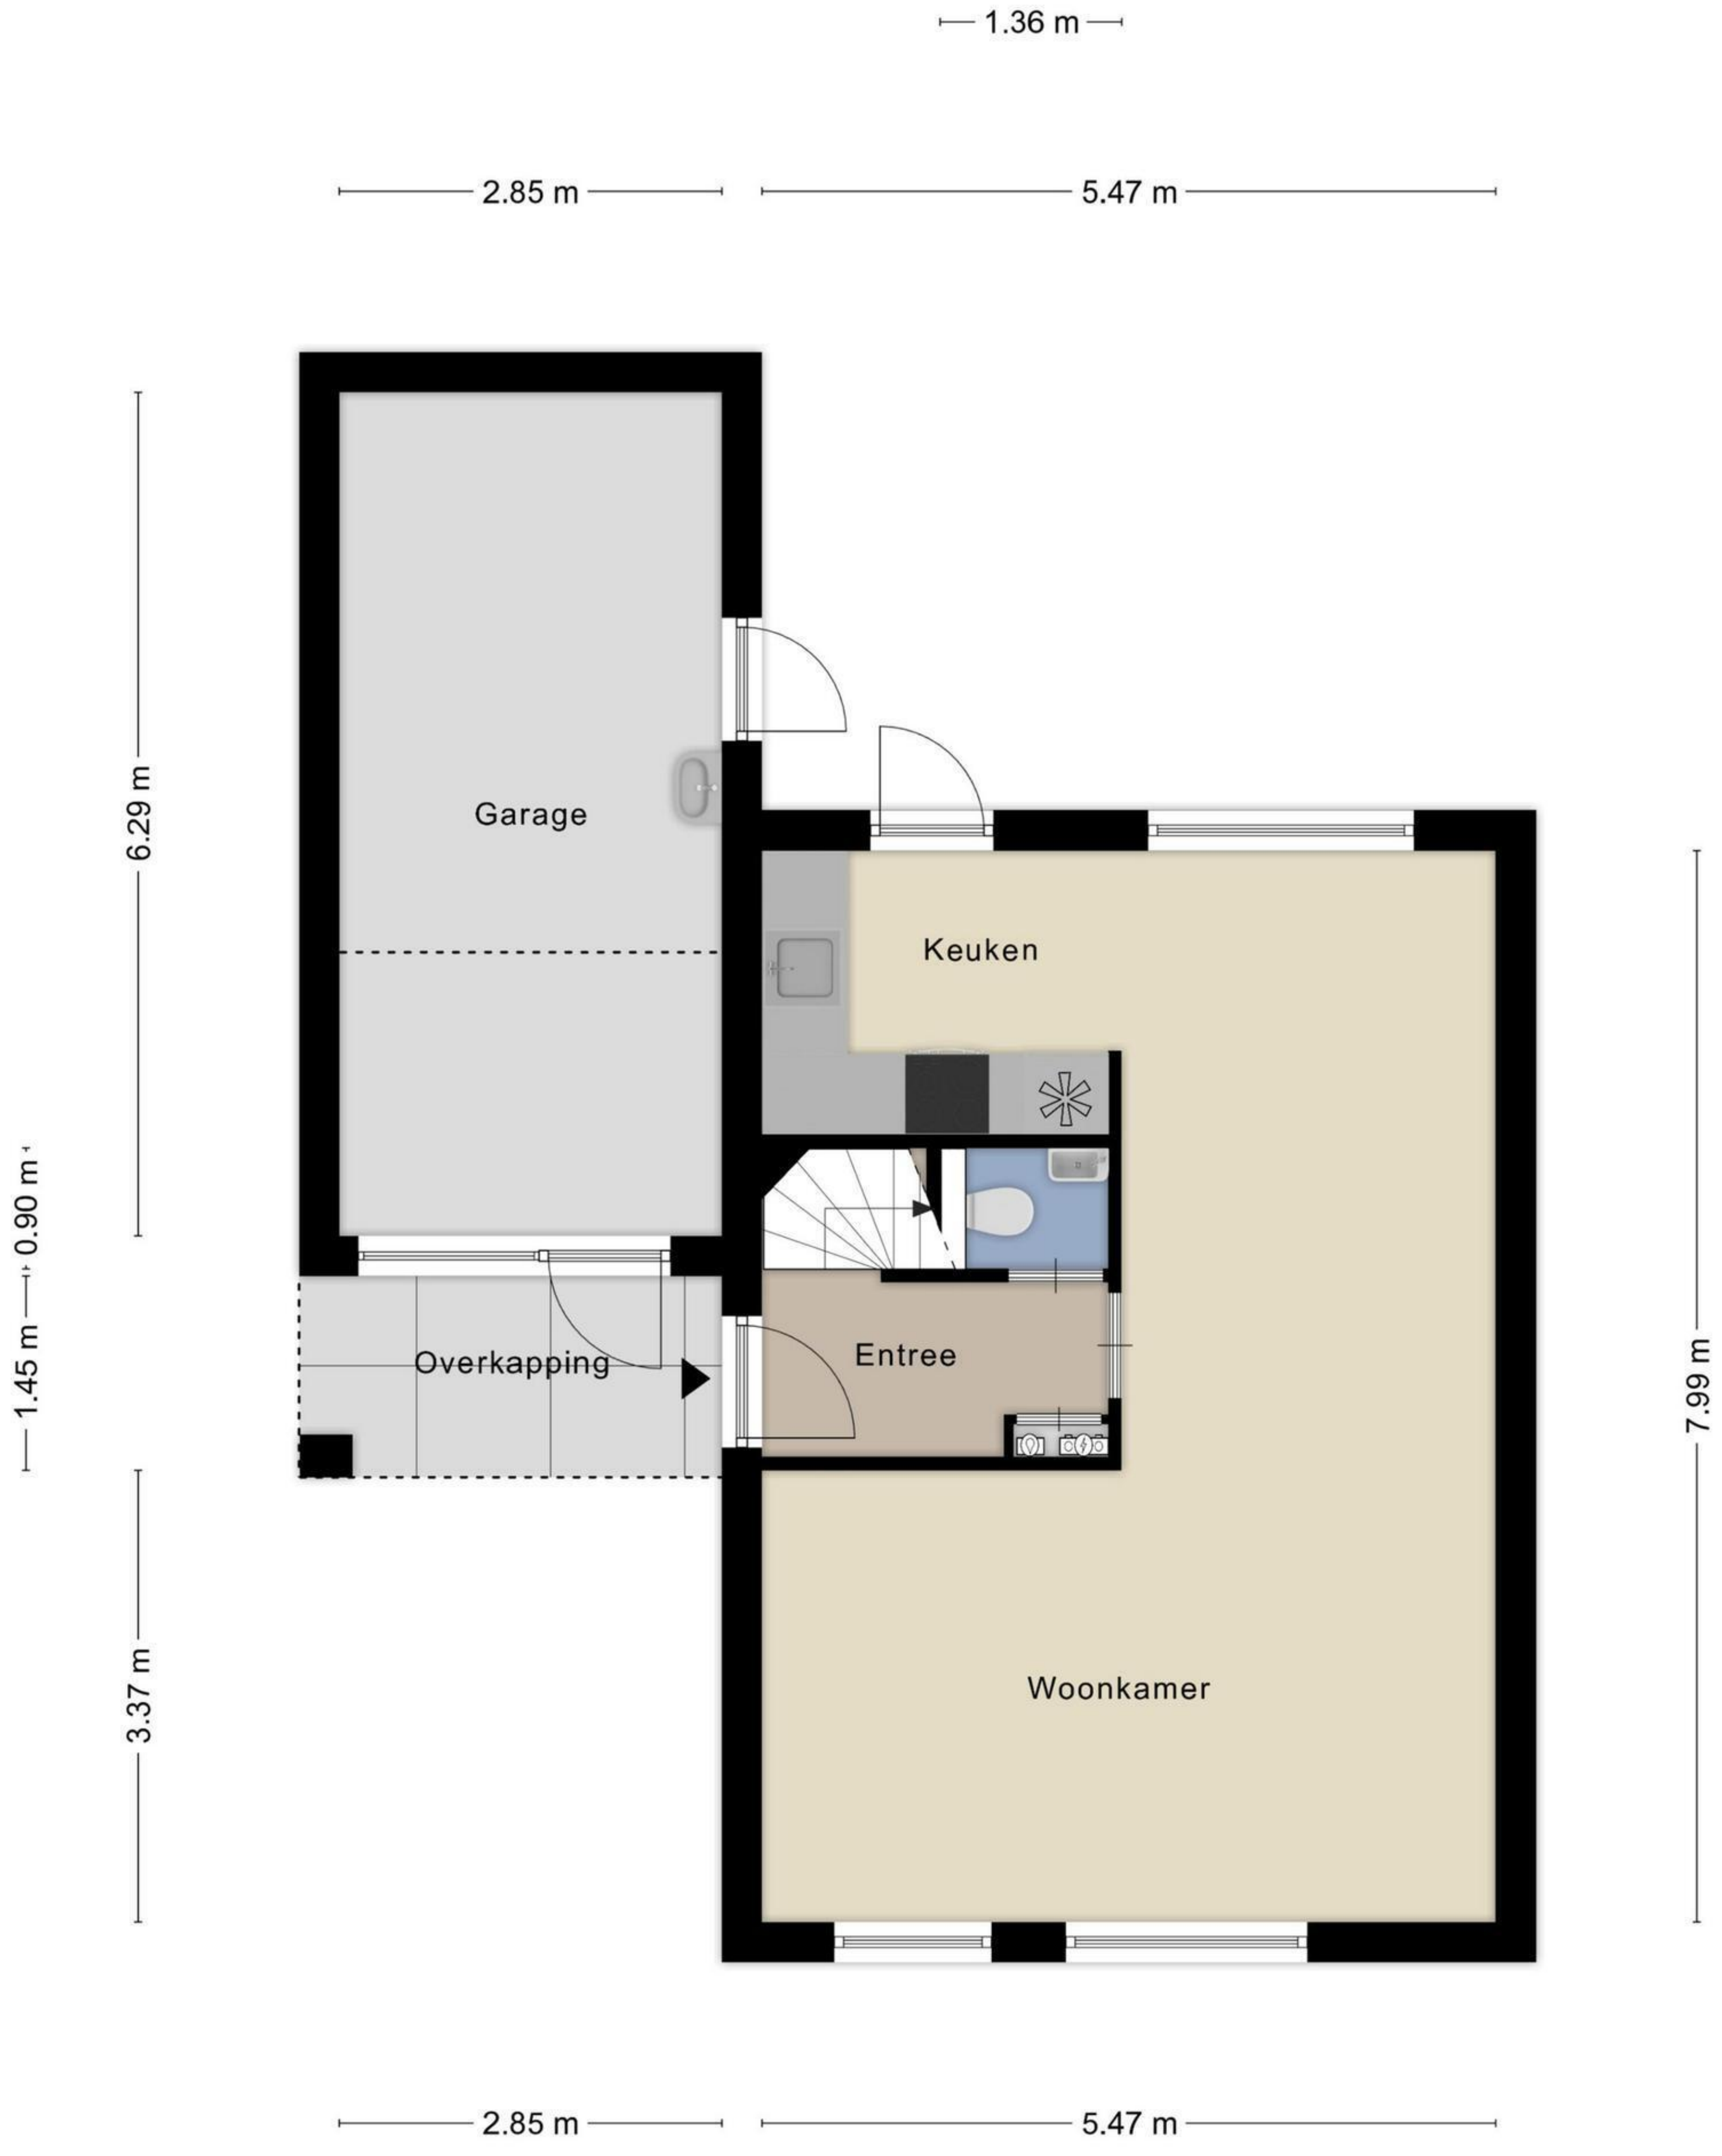 1.36 m
2.85 m
5.47 m
Garage
6.29 m
Keuken
0.90 m
1.45 m
Overkapping
Entree
7.99 m
3.37 m
Woonkamer
2.85 m
5.47 m